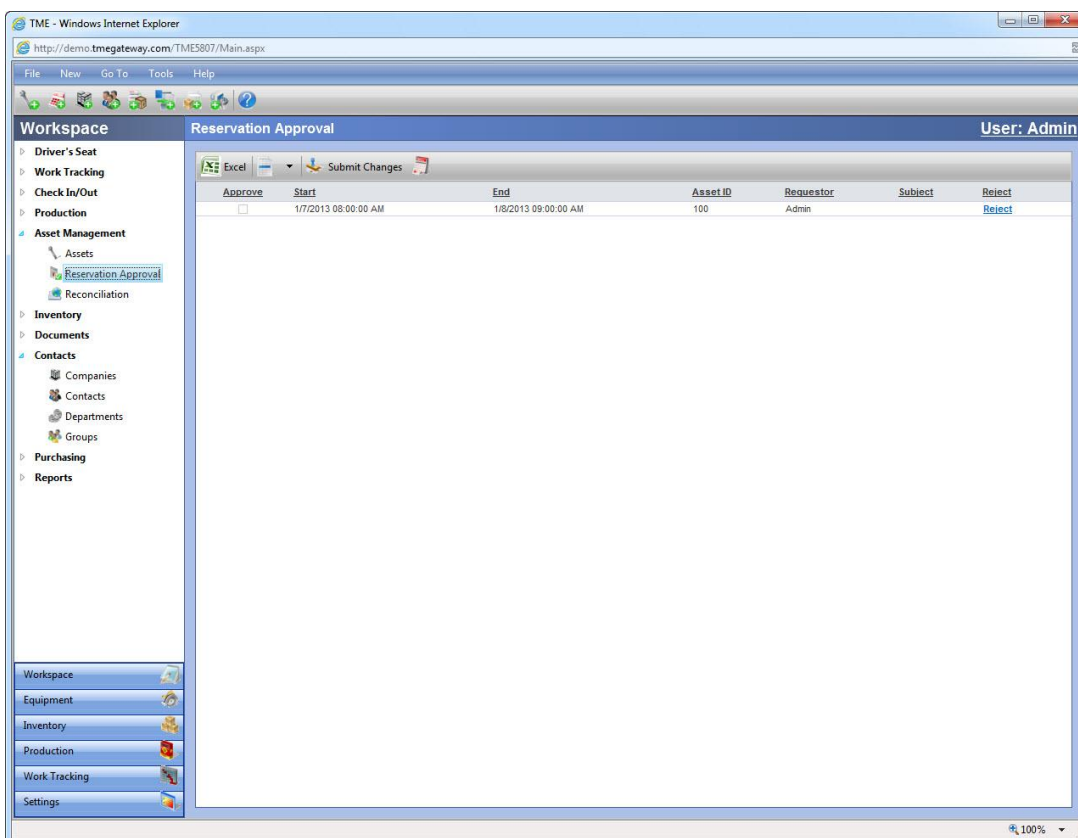 TME - Windows Internet Explorer
http://demo.tmegateway.com/TME5807/Main.aspx
File New Go To Tools Help
Workspace
Reservation Approval
User: Admin
Driver's Seat
Work Tracking
Check In/Out
Production
Asset Management
Assets
Reservation Approval
Reconciliation
Inventory
Documents
Contacts
Companies
Contacts
Departments
Groups
Purchasing
Reports
Excel Submit Changes
Approve Start End Asset ID Requestor Subject Reject
1/7/2013 08:00:00 AM 1/8/2013 09:00:00 AM 100 Admin Reject
Workspace
Equipment
Inventory
Production
Work Tracking
Settings
100%